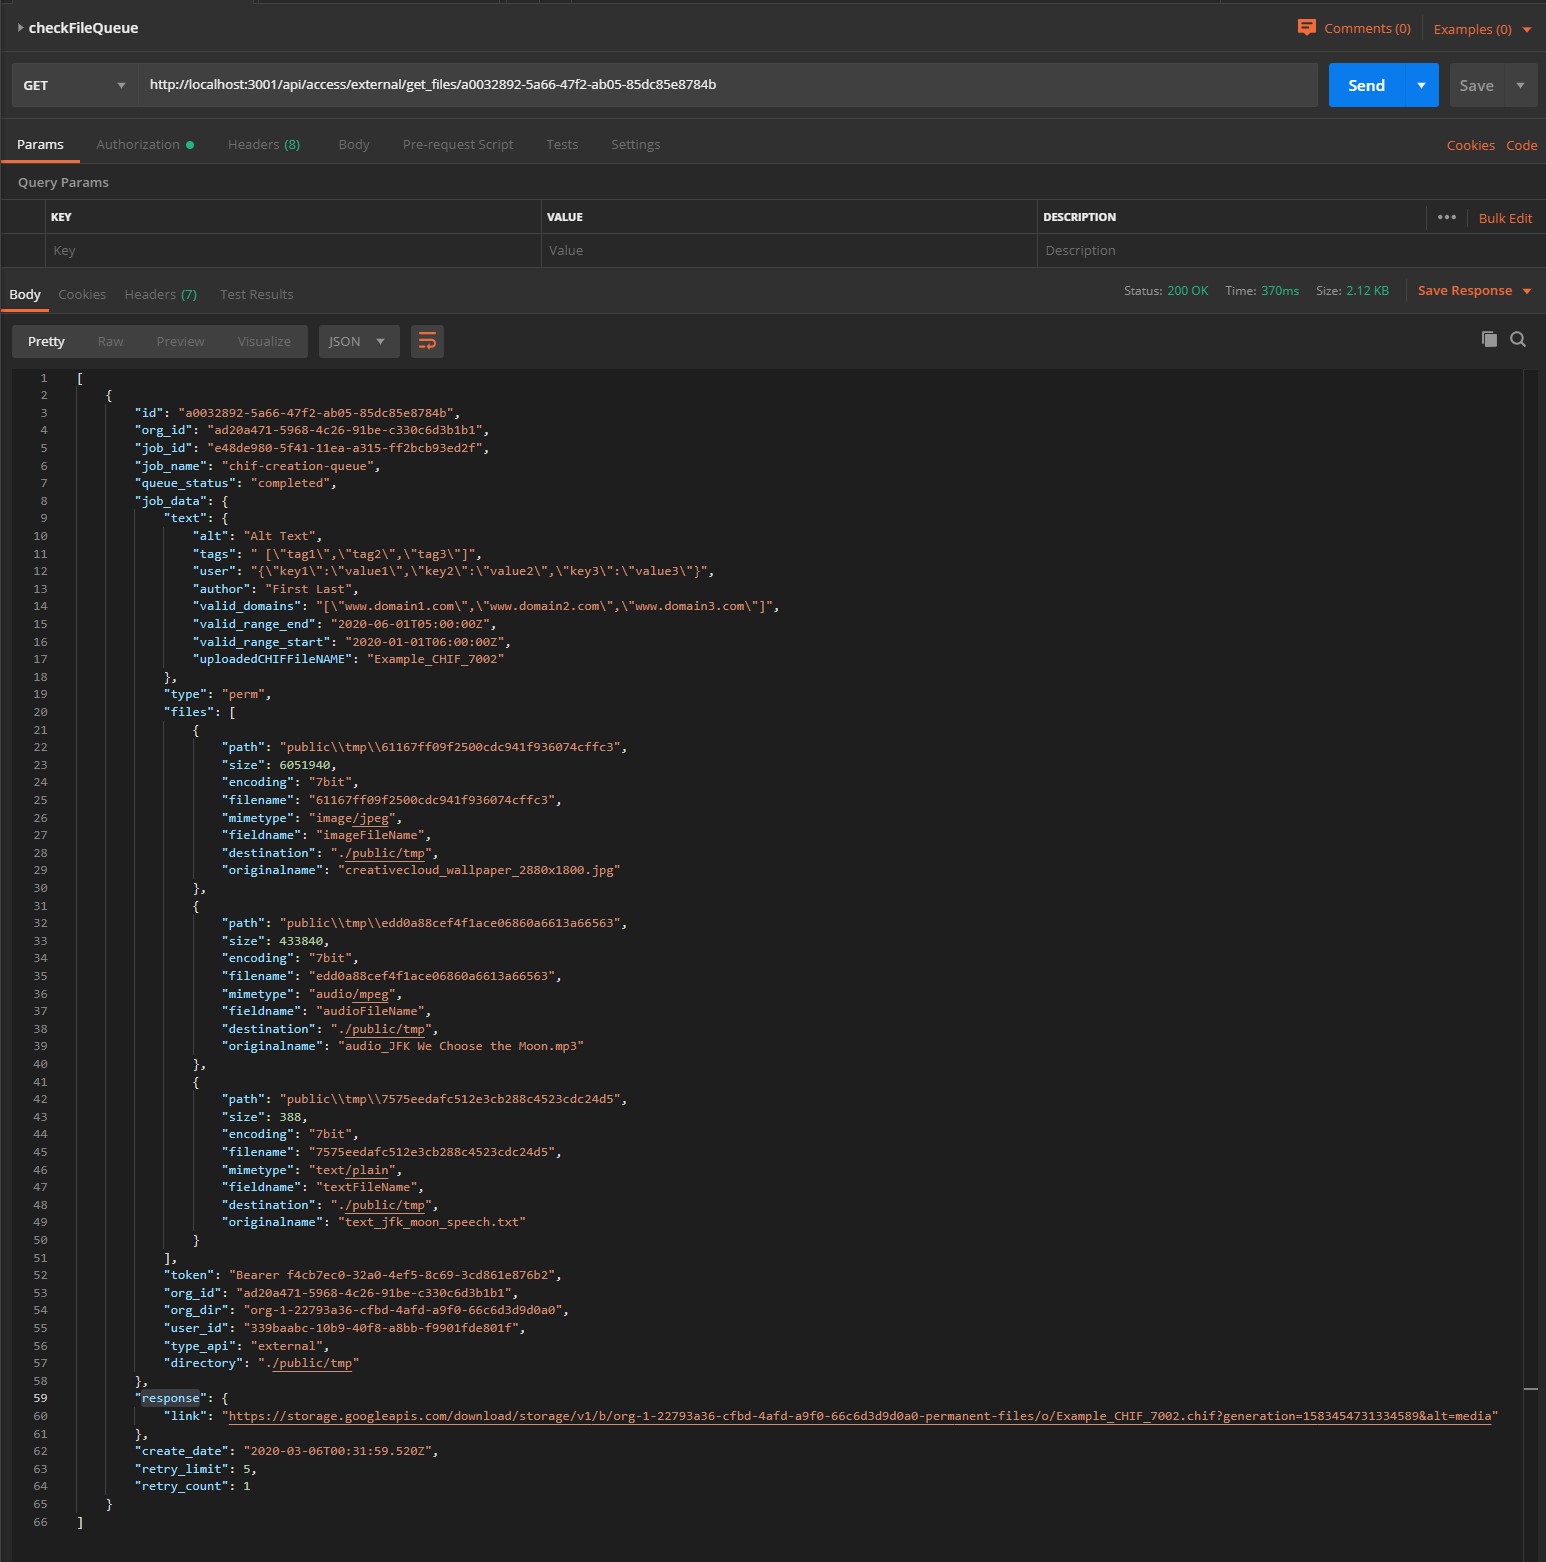 checkFileQueue
Comments (0) Examples (0)
GET http://localhost:3001/api/access/external/get_files/a0032892-5a66-47f2-ab05-85dc85e8784b Send Save
Params Authorization Headers (8) Body Pre-request Script Tests Settings Cookies Code
Query Params
KEY VALUE DESCRIPTION ••• Bulk Edit
Key Value Description
Body Cookies Headers (7) Test Results Status: 200 OK Time: 370ms Size: 2.12 KB Save Response
Pretty Raw Preview Visualize JSON
1 [
2 {
3 "id": "a0032892-5a66-47f2-ab05-85dc85e8784b",
4 "org_id": "ad20a471-5968-4c26-91be-c330c6d3b1b1",
5 "job_id": "e48de980-5f41-11ea-a315-ff2bcb93ed2f",
6 "job_name": "chif-creation-queue",
7 "queue_status": "completed",
8 "job_data": {
9 "text": {
10 "alt": "Alt Text",
11 "tags": " [\"tag1\",\"tag2\",\"tag3\"]",
12 "user": "{\"key1\":\"value1\",\"key2\":\"value2\",\"key3\":\"value3\"}",
13 "author": "First Last",
14 "valid_domains": "[\"www.domain1.com\",\"www.domain2.com\",\"www.domain3.com\"]",
15 "valid_range_end": "2020-06-01T05:00:00Z",
16 "valid_range_start": "2020-01-01T06:00:00Z",
17 "uploadedCHIFFileNAME": "Example_CHIF_7002"
18 },
19 "type": "perm",
20 "files": [
21 {
22 "path": "public\\tmp\\61167ff09f2500cdc941f936074cffc3",
23 "size": 6051940,
24 "encoding": "7bit",
25 "filename": "61167ff09f2500cdc941f936074cffc3",
26 "mimetype": "image/jpeg",
27 "fieldname": "imageFileName",
28 "destination": "./public/tmp",
29 "originalname": "creativecloud_wallpaper_2880x1800.jpg"
30 },
31 {
32 "path": "public\\tmp\\edd0a88cef4f1ace06860a6613a66563",
33 "size": 433840,
34 "encoding": "7bit",
35 "filename": "edd0a88cef4f1ace06860a6613a66563",
36 "mimetype": "audio/mpeg",
37 "fieldname": "audioFileName",
38 "destination": "./public/tmp",
39 "originalname": "audio_JFK We Choose the Moon.mp3"
40 },
41 {
42 "path": "public\\tmp\\7575eedafc512e3cb288c4523cdc24d5",
43 "size": 388,
44 "encoding": "7bit",
45 "filename": "7575eedafc512e3cb288c4523cdc24d5",
46 "mimetype": "text/plain",
47 "fieldname": "textFileName",
48 "destination": "./public/tmp",
49 "originalname": "text_jfk_moon_speech.txt"
50 }
51 ],
52 "token": "Bearer f4cb7ec0-32a0-4ef5-8c69-3cd861e876b2",
53 "org_id": "ad20a471-5968-4c26-91be-c330c6d3b1b1",
54 "org_dir": "org-1-22793a36-cfbd-4afd-a9f0-66c6d3d9d0a0",
55 "user_id": "339baabc-10b9-40f8-a8bb-f9901fde801f",
56 "type_api": "external",
57 "directory": "./public/tmp"
58 },
59 "response": {
60 "link": "https://storage.googleapis.com/download/storage/v1/b/org-1-22793a36-cfbd-4afd-a9f0-66c6d3d9d0a0-permanent-files/o/Example_CHIF_7002.chif?generation=1583454731334589&alt=media"
61 },
62 "create_date": "2020-03-06T00:31:59.520Z",
63 "retry_limit": 5,
64 "retry_count": 1
65 }
66 ]